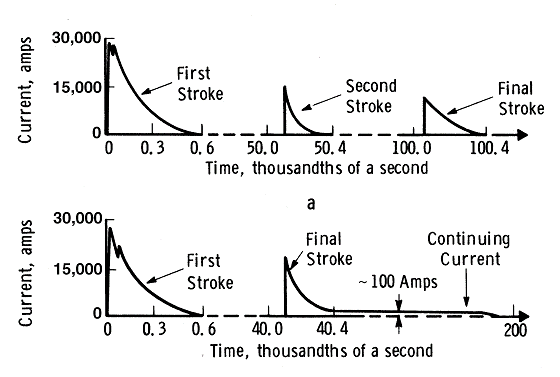 30,000
15,000
0
Current, amps
First
Stroke
Second
Stroke
Final
Stroke
0 0.3 0.6 50.0 50.4 100.0 100.4
Time, thousandths of a second
a
30,000
15,000
0
Current, amps
First
Stroke
Final
Stroke
Continuing
Current
~100 Amps
0 0.3 0.6 40.0 40.4 200
Time, thousandths of a second